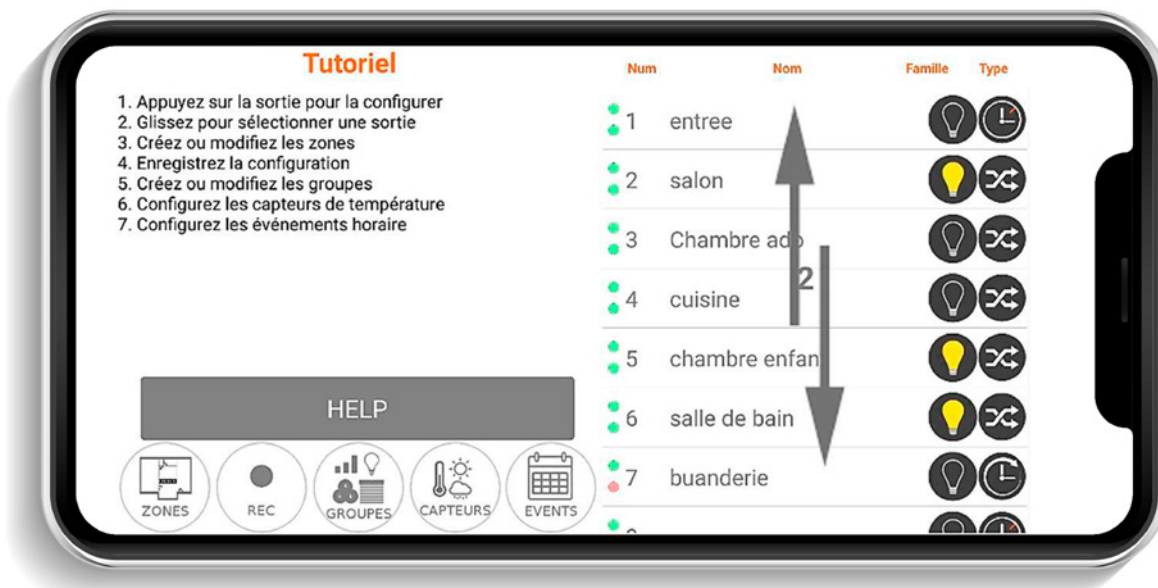 Tutoriel
1. Appuyez sur la sortie pour la configurer
2. Glissez pour sélectionner une sortie
3. Créez ou modifiez les zones
4. Enregistrez la configuration
5. Créez ou modifiez les groupes
6. Configurez les capteurs de température
7. Configurez les événements horaire
HELP
ZONES
REC
GROUPES
CAPTEURS
EVENTS
Num Nom Famille Type
1 entree
2 salon
3 Chambre ado
2
4 cuisine
5 chambre enfan
6 salle de bain
7 buanderie